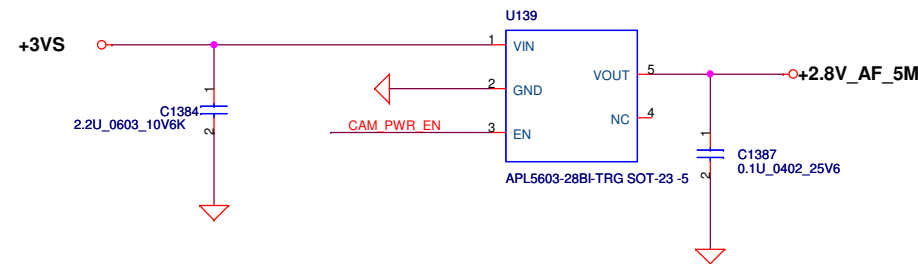 U139
+3VS
1
VIN
2
GND
CAM_PWR_EN
3
EN
VOUT
5
+2.8V_AF_5M
NC
4
1
C1384
2.2U_0603_10V6K
2
APL5603-28BI-TRG SOT-23 -5
1
C1387
0.1U_0402_25V6
2